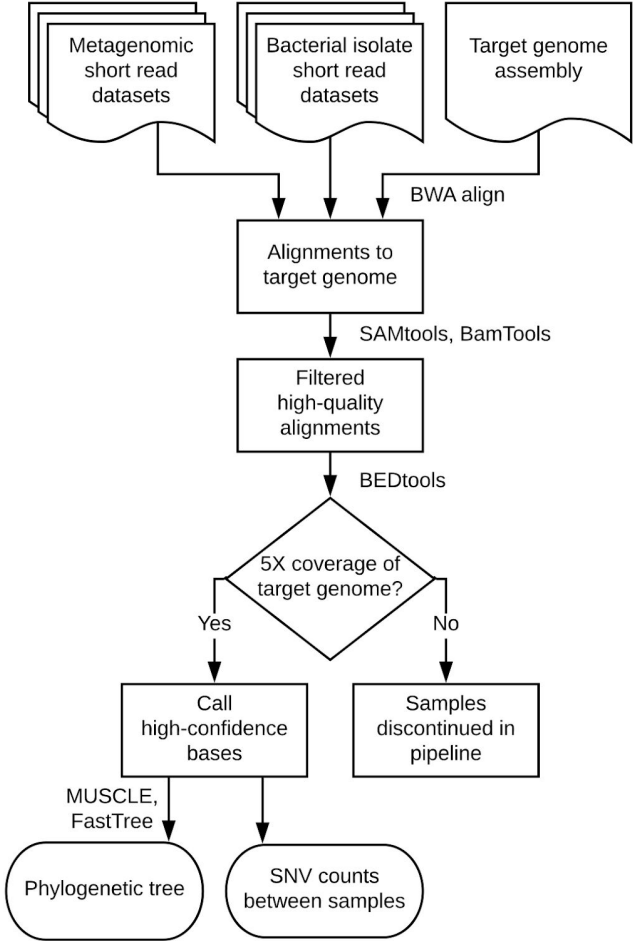 Metagenomic
short read
datasets
Bacterial isolate
short read
datasets
Target genome
assembly
BWA align
Alignments to
target genome
SAMtools, BamTools
Filtered
high-quality
alignments
BEDtools
5X coverage of
target genome?
Yes
No
Call
high-confidence
bases
Samples
discontinued in
pipeline
MUSCLE,
FastTree
Phylogenetic tree
SNV counts
between samples